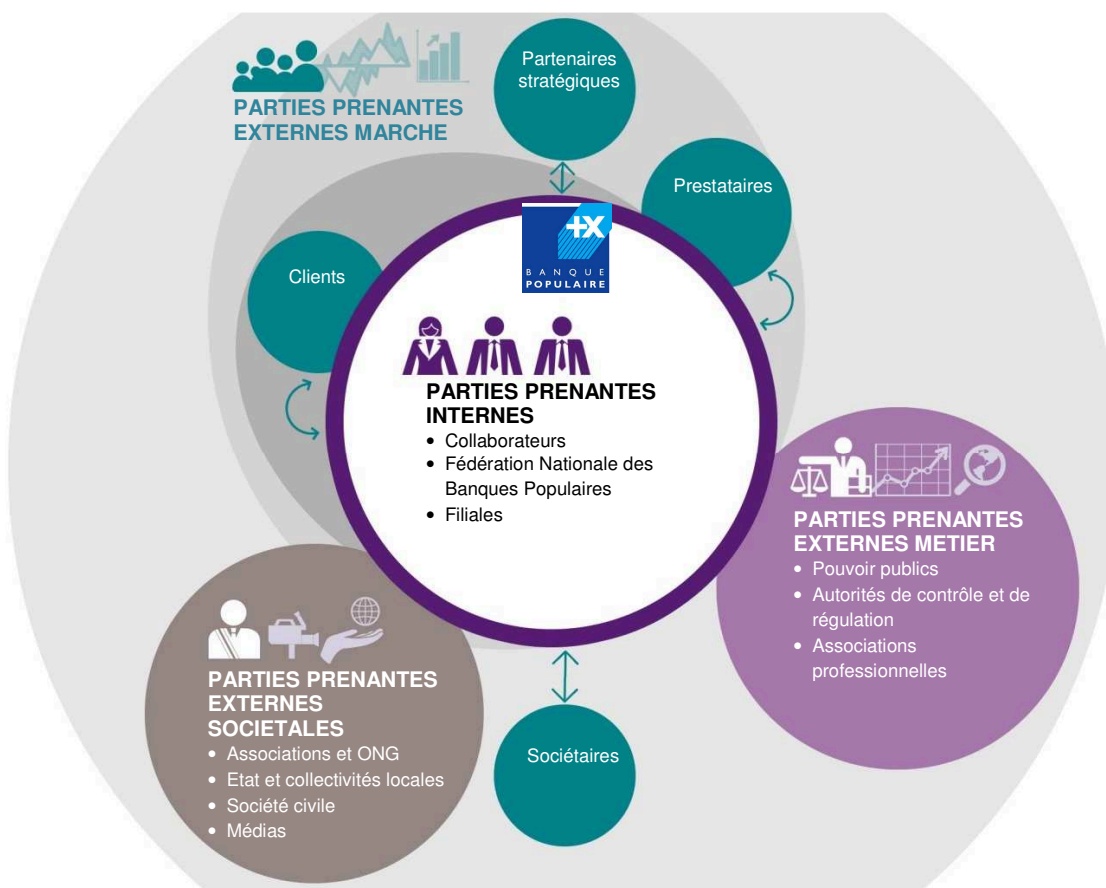 PARTIES PRENANTES
EXTERNES MARCHE
Partenaires
stratégiques
Prestataires
Clients
+X
BANQUE
POPULAIRE
PARTIES PRENANTES
INTERNES
• Collaborateurs
• Fédération Nationale des
Banques Populaires
• Filiales
PARTIES PRENANTES
EXTERNES METIER
• Pouvoir publics
• Autorités de contrôle et de
régulation
• Associations
professionnelles
PARTIES PRENANTES
EXTERNES
SOCIETALES
• Associations et ONG
• Etat et collectivités locales
• Société civile
• Médias
Sociétaires